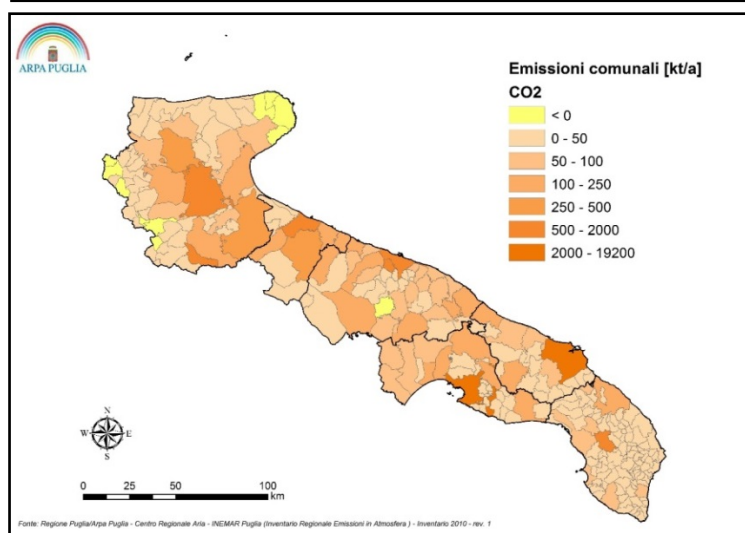 ARPA PUGLIA
Emissioni comunali [kt/a]
CO2
< 0
0 - 50
50 - 100
100 - 250
250 - 500
500 - 2000
2000 - 19200
N
W E
S
0 25 50 100
km
Fonte: Regione Puglia/Arpa Puglia - Centro Regionale Aria - INEMAR Puglia (Inventario Regionale Emissioni in Atmosfera ) - Inventario 2010 - rev. 1